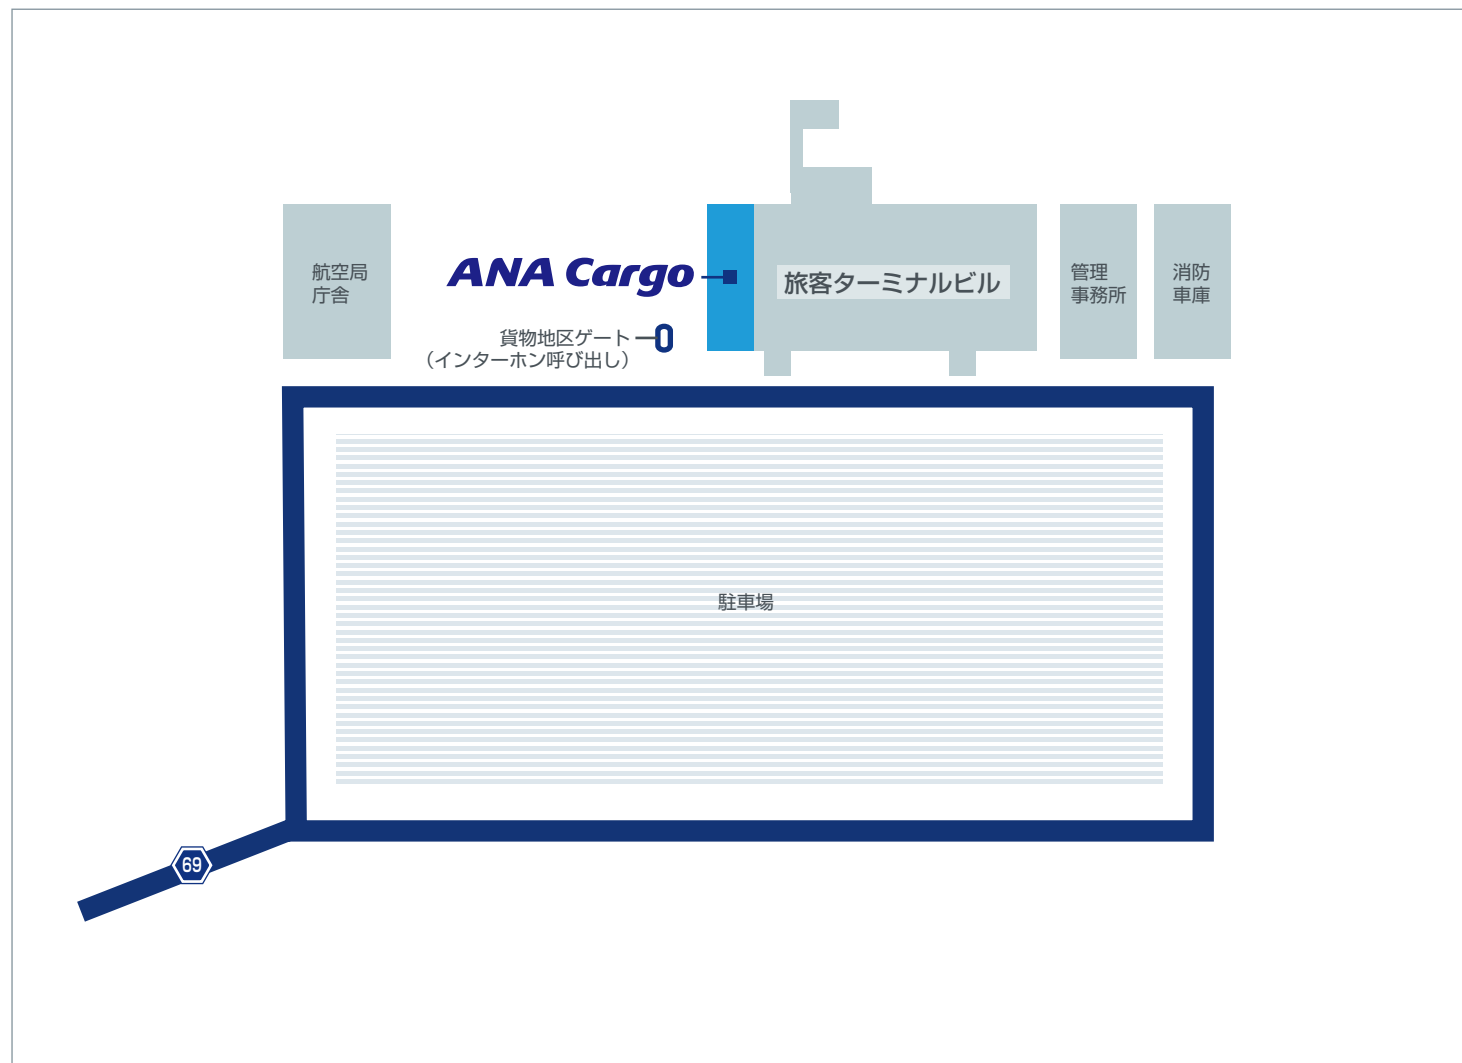 航空局
庁舎
ANA Cargo
旅客ターミナルビル
管理
事務所
消防
車庫
貨物地区ゲート
（インターホン呼び出し）
駐車場
69